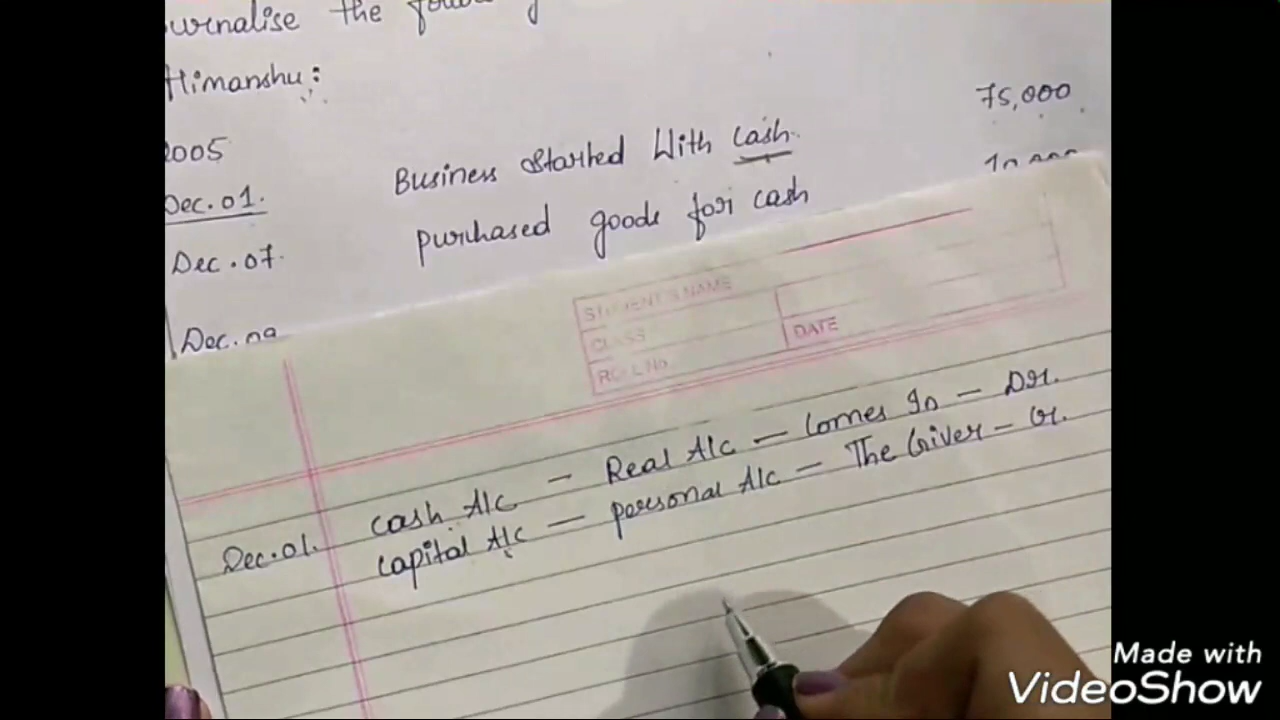 urnalise the
Himanshu:
2005
75,000
Dec. 01. Business Started With cash.
Dec. 07. purchased goods for cash
Dec. 09
STUDENT'S NAME
CLASS
ROLL No.
DATE
Dec. 01. cash A/c — Real A/c — Comes In — Dr.
capital A/c — personal A/c — The Giver — Cr.
Made with
VideoShow